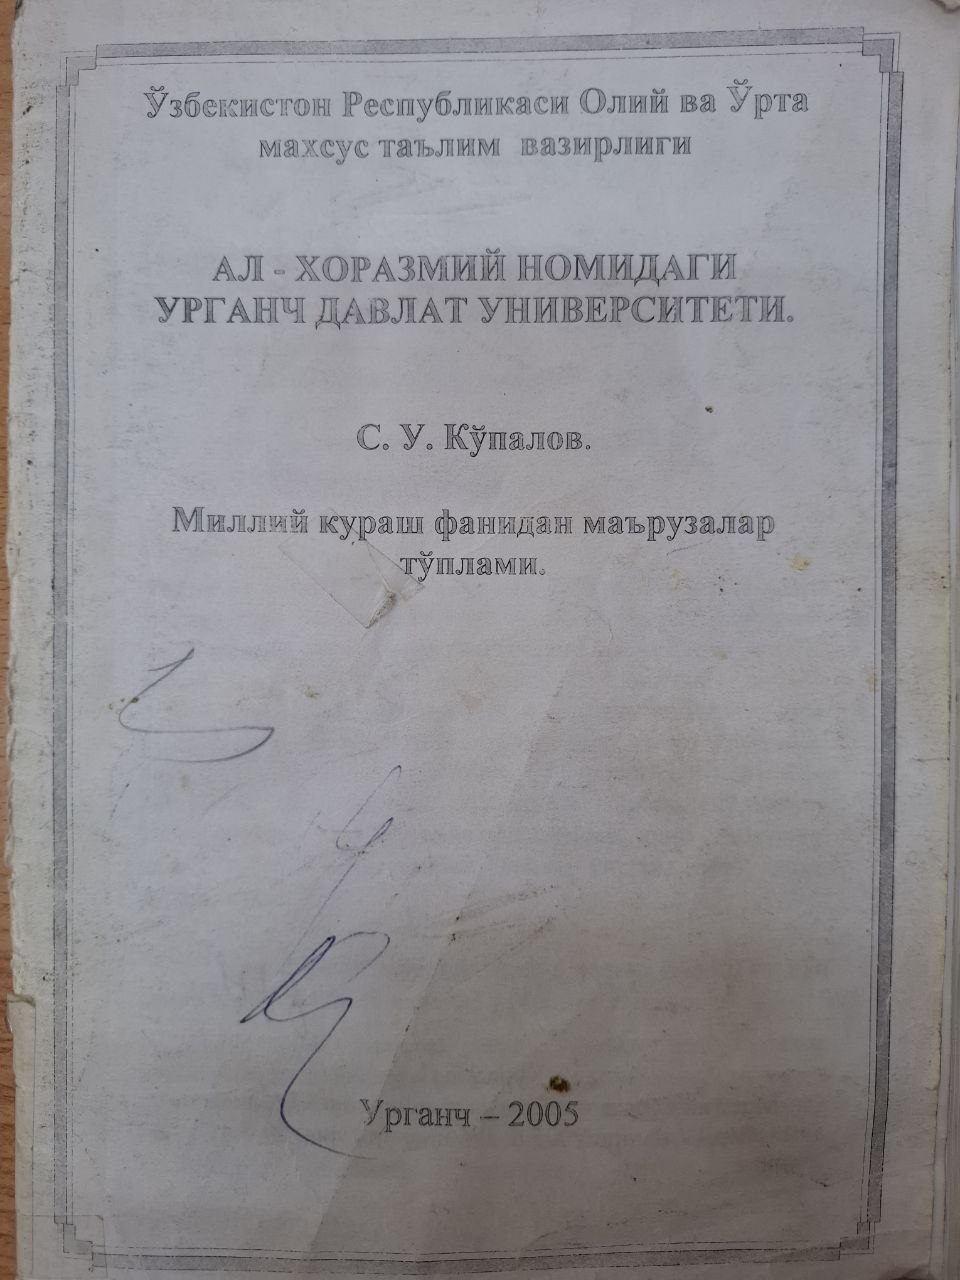 Ўзбекистон Республикаси Олий ва Ўрта
махсус таълим вазирлиги
АЛ - ХОРАЗМИЙ НОМИДАГИ
УРГАНЧ ДАВЛАТ УНИВЕРСИТЕТИ.
С. У. Кўпалов.
Миллий кураш фанидан маърузалар
тўплами.
Урганч – 2005